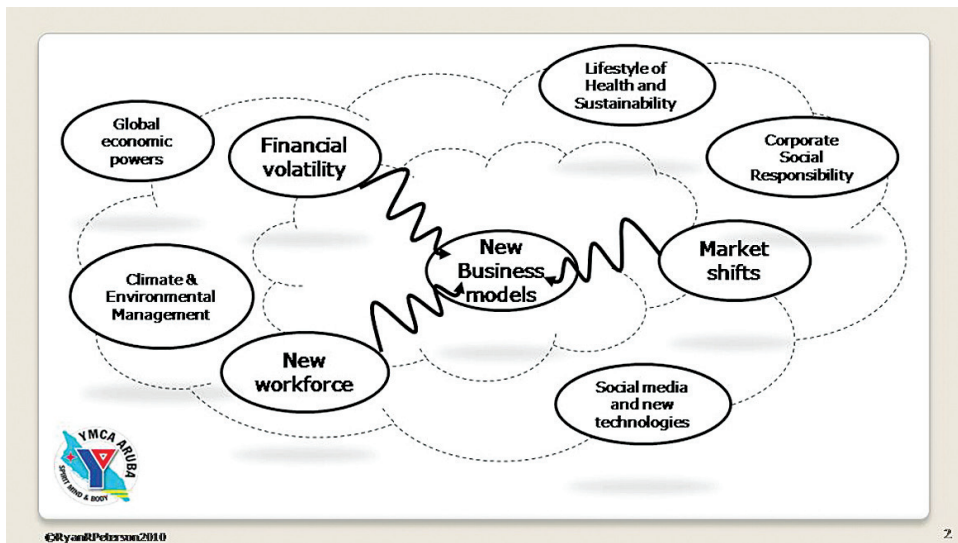 Lifestyle of
Health and
Sustainability
Global
economic
powers
Financial
volatility
Corporate
Social
Responsibility
New
Business
models
Market
shifts
Climate &
Environmental
Management
New
workforce
Social media
and new
technologies
YMCA ARUBA
SPIRIT MIND & BODY
©RyanRPeterson2010
2